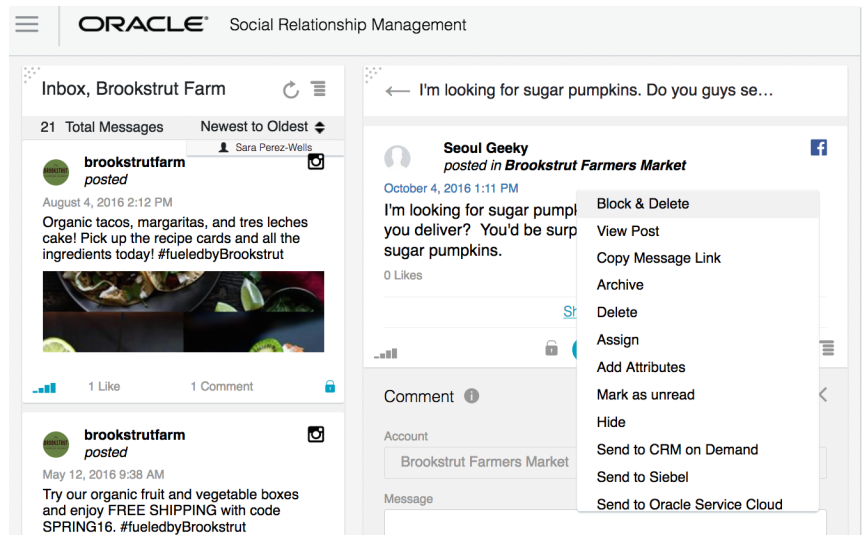 ORACLE® Social Relationship Management
Inbox, Brookstrut Farm
21 Total Messages Newest to Oldest
Sara Perez-Wells
brookstrutfarm
posted
August 4, 2016 2:12 PM
Organic tacos, margaritas, and tres leches
cake! Pick up the recipe cards and all the
ingredients today! #fueledbyBrookstrut
1 Like 1 Comment
brookstrutfarm
posted
May 12, 2016 9:38 AM
Try our organic fruit and vegetable boxes
and enjoy FREE SHIPPING with code
SPRING16. #fueledbyBrookstrut
I'm looking for sugar pumpkins. Do you guys se...
Seoul Geeky
posted in Brookstrut Farmers Market
October 4, 2016 1:11 PM
I'm looking for sugar pump
you deliver? You'd be surp
sugar pumpkins.
0 Likes
Sh
Block & Delete
View Post
Copy Message Link
Archive
Delete
Assign
Add Attributes
Mark as unread
Hide
Send to CRM on Demand
Send to Siebel
Send to Oracle Service Cloud
Comment
Account
Brookstrut Farmers Market
Message